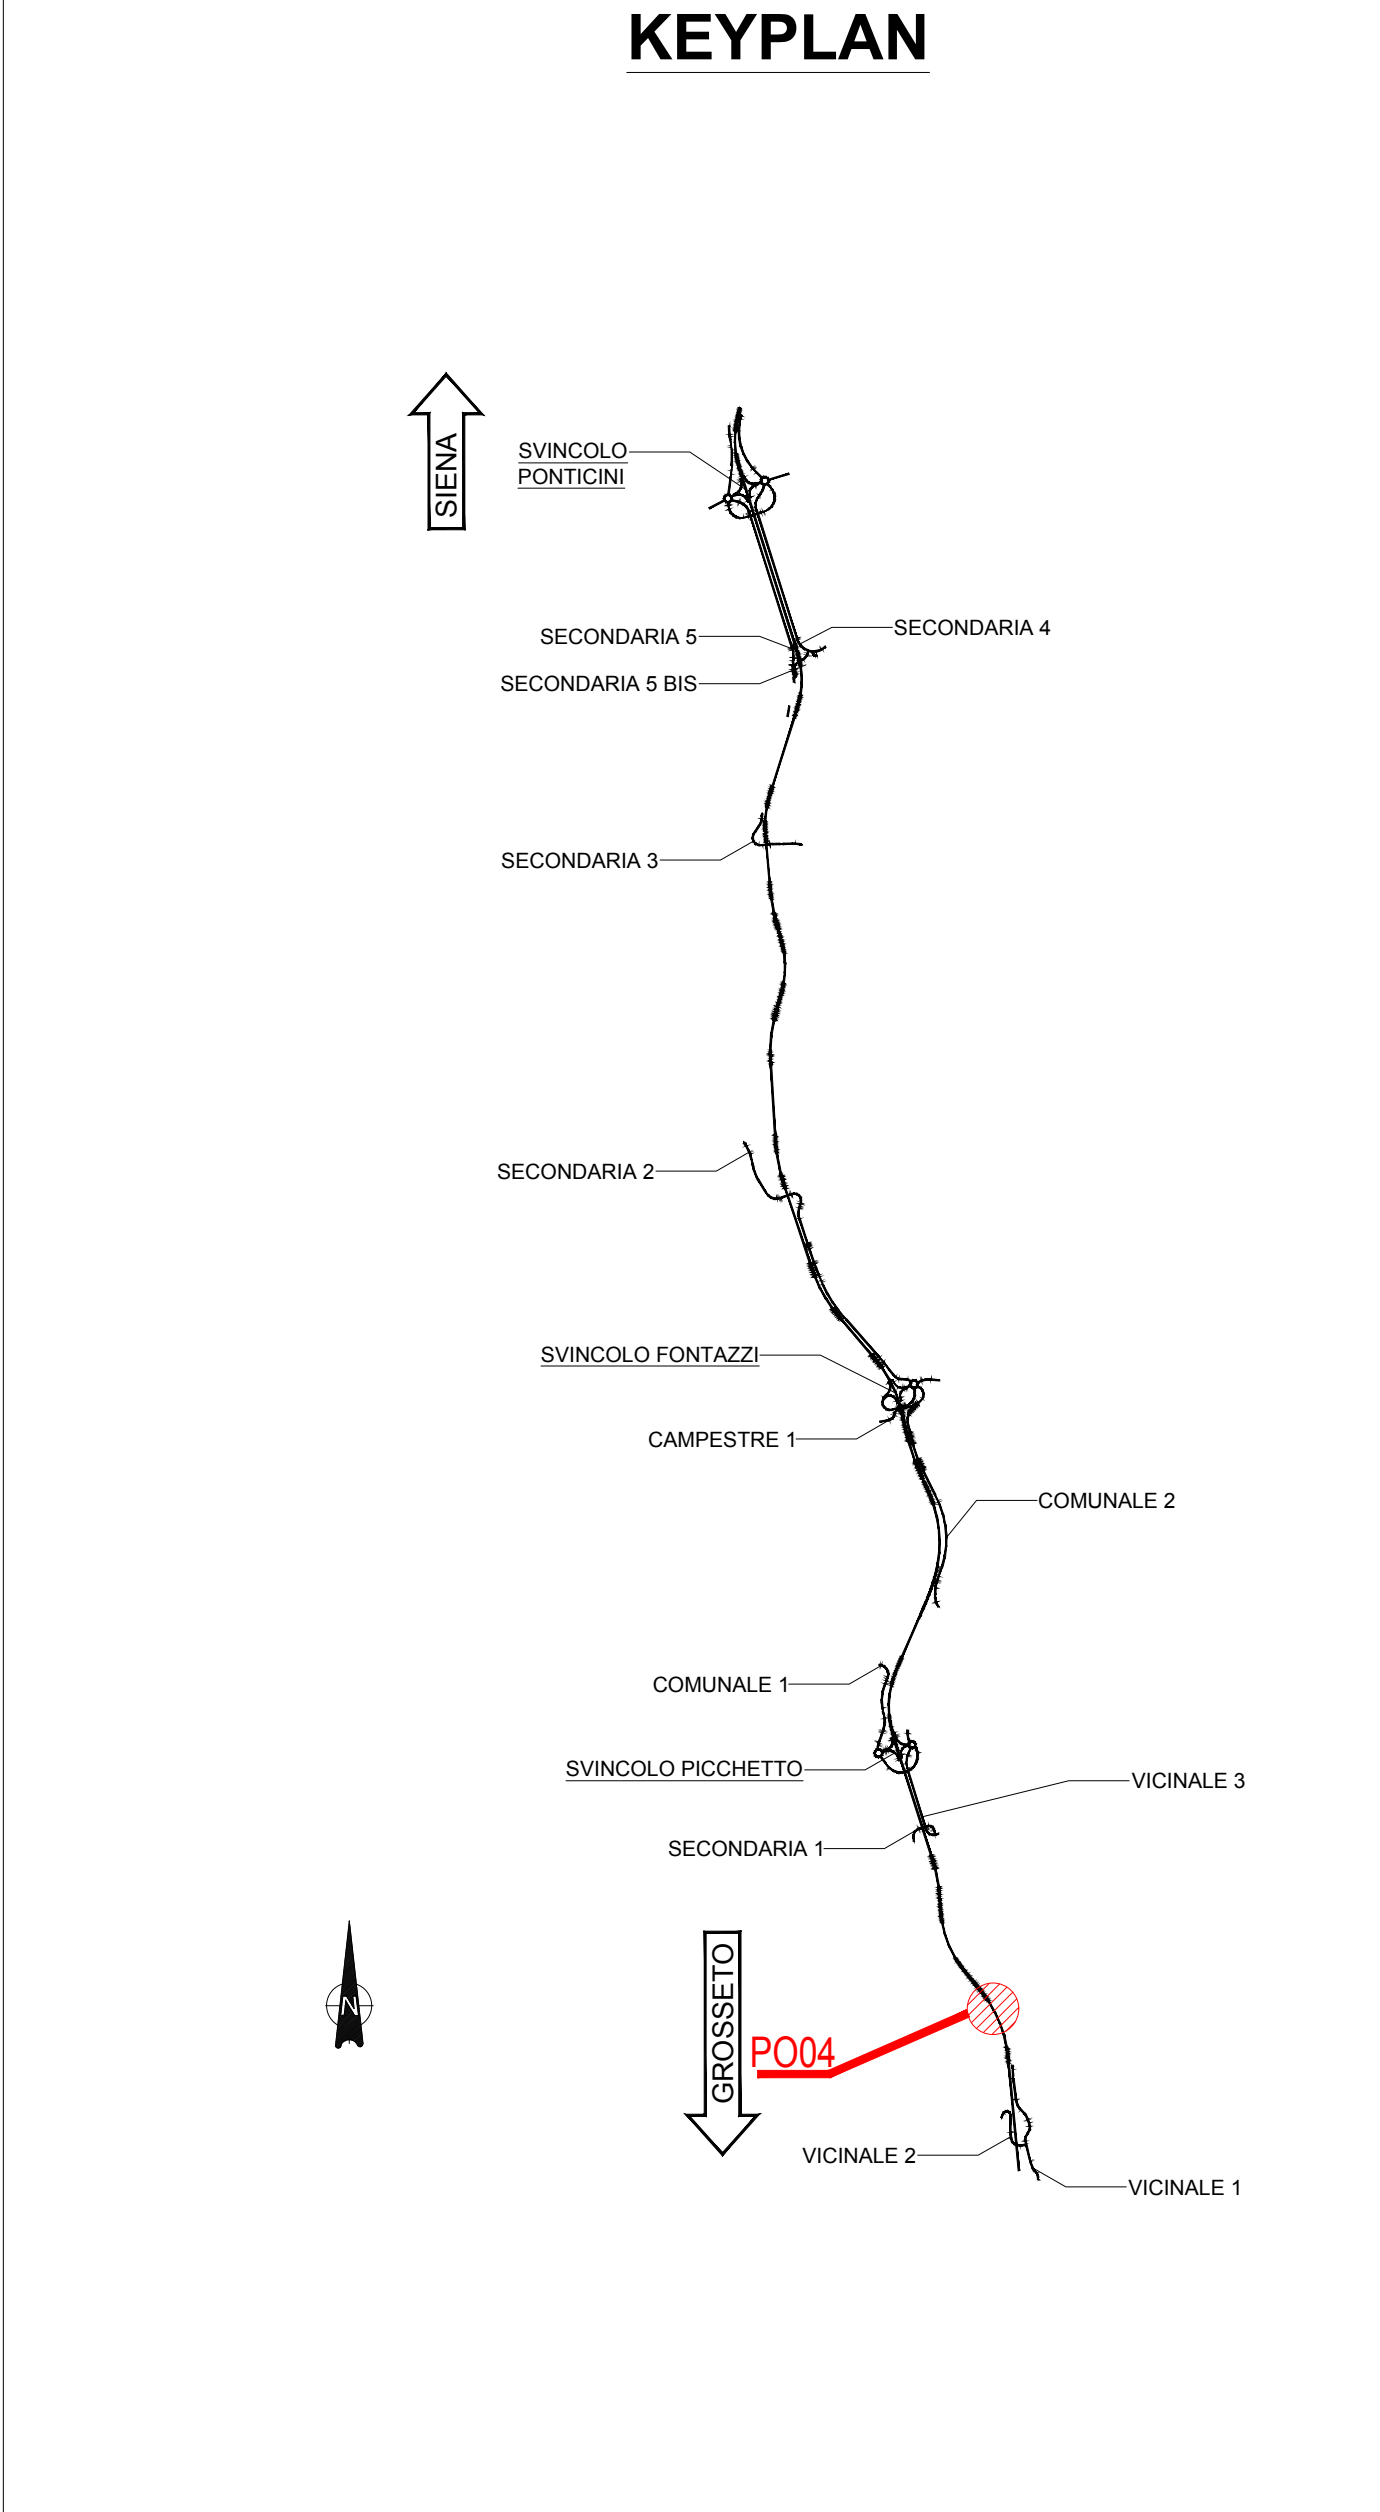 KEYPLAN
SIENA
SVINCOLO
PONTICINI
SECONDARIA 4
SECONDARIA 5
SECONDARIA 5 BIS
SECONDARIA 3
SECONDARIA 2
SVINCOLO FONTAZZI
CAMPESTRE 1
COMUNALE 2
COMUNALE 1
SVINCOLO PICCHETTO
VICINALE 3
SECONDARIA 1
N
GROSSETO
PO04
VICINALE 2
VICINALE 1